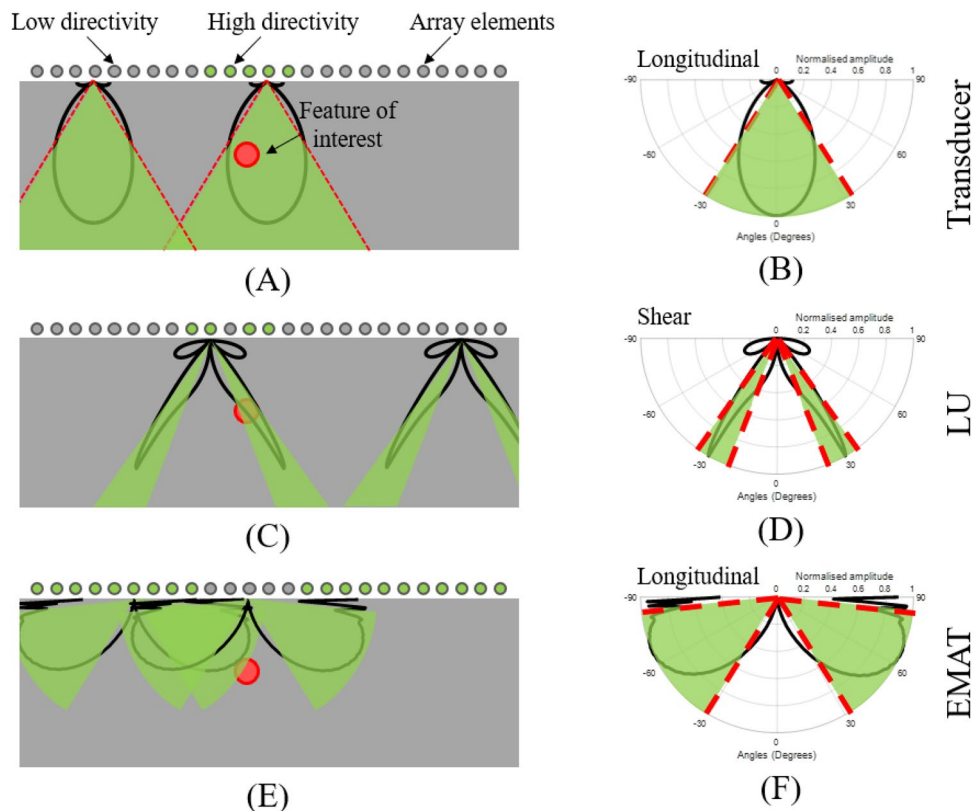 Low directivity
High directivity
Array elements
Feature of
interest
(A)
Longitudinal
Normalised amplitude
0 0.2 0.4 0.6 0.8 1
-90
90
-60
60
-30
30
0
Angles (Degrees)
(B)
Transducer
(C)
Shear
Normalised amplitude
0 0.2 0.4 0.6 0.8 1
-90
90
-60
60
-30
30
0
Angles (Degrees)
(D)
LU
(E)
Longitudinal
Normalised amplitude
0 0.2 0.4 0.6 0.8 1
-90
90
-60
60
-30
30
0
Angles (Degrees)
(F)
EMAT